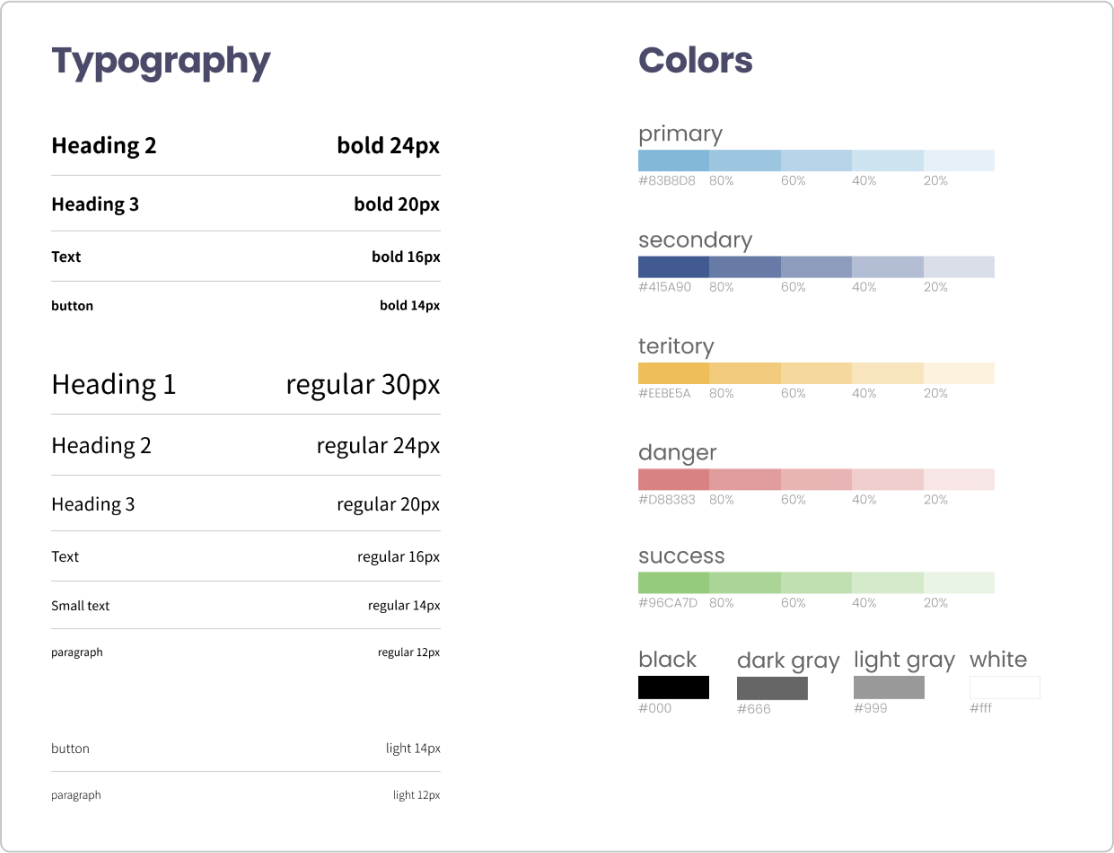 Typography
Heading 2 bold 24px
Heading 3 bold 20px
Text bold 16px
button bold 14px
Heading 1 regular 30px
Heading 2 regular 24px
Heading 3 regular 20px
Text regular 16px
Small text regular 14px
paragraph regular 12px
button light 14px
paragraph light 12px
Colors
primary
#83B8D8 80% 60% 40% 20%
secondary
#415A90 80% 60% 40% 20%
teritory
#EEBE5A 80% 60% 40% 20%
danger
#D88383 80% 60% 40% 20%
success
#96CA7D 80% 60% 40% 20%
black dark gray light gray white
#000 #666 #999 #fff